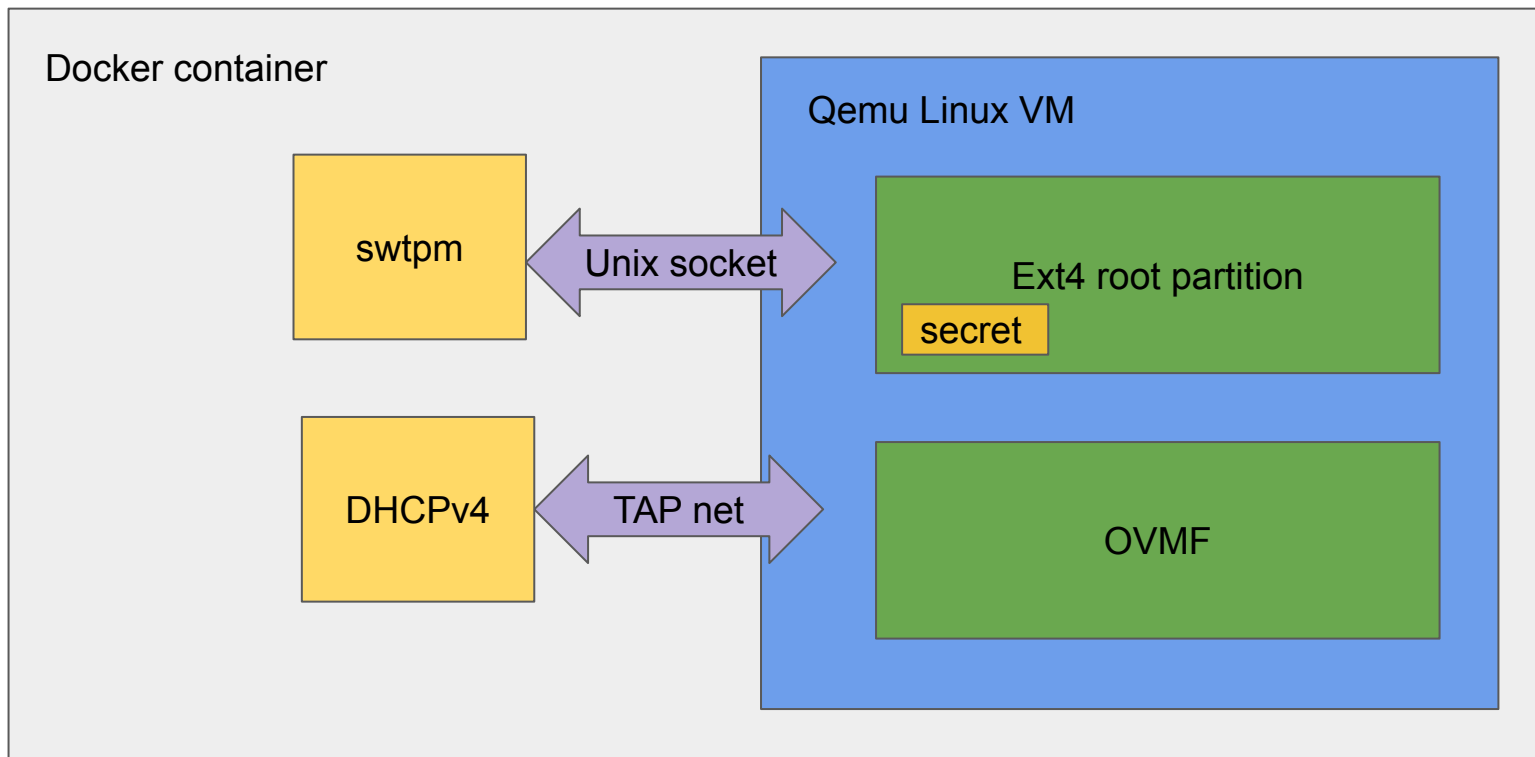 Docker container
Qemu Linux VM
swtpm
Unix socket
Ext4 root partition
secret
DHCPv4
TAP net
OVMF